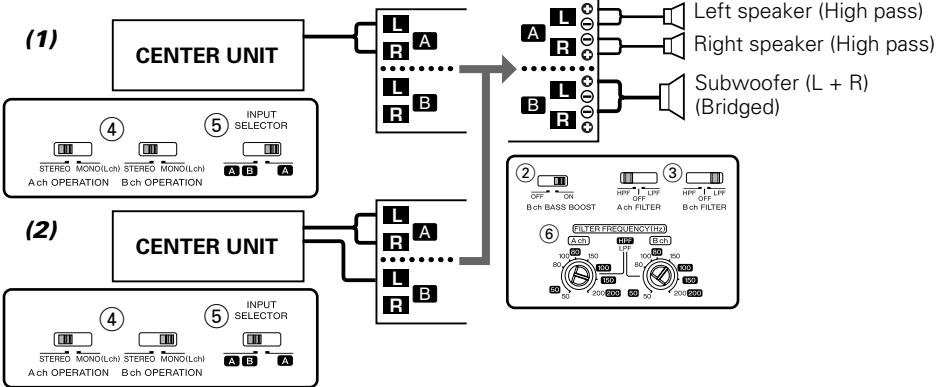 (1)
CENTER UNIT
L
R
A
L
R
B
④
⑤
INPUT
SELECTOR
STEREO MONO(Lch) STEREO MONO(Lch)
A B A
A ch OPERATION B ch OPERATION
(2)
CENTER UNIT
L
R
A
L
R
B
④
⑤
INPUT
SELECTOR
STEREO MONO(Lch) STEREO MONO(Lch)
A B A
A ch OPERATION B ch OPERATION
A
L
R
B
L
R
Left speaker (High pass)
Right speaker (High pass)
Subwoofer (L + R)
(Bridged)
②
③
OFF ON
B ch BASS BOOST
HPF LPF
OFF
A ch FILTER
HPF LPF
OFF
B ch FILTER
⑥
FILTER FREQUENCY(Hz)
A ch
HPF
LPF
B ch
80 100 150
80
100
150
50 50 200 200
80 100 150
80
100
150
50 50 200 200